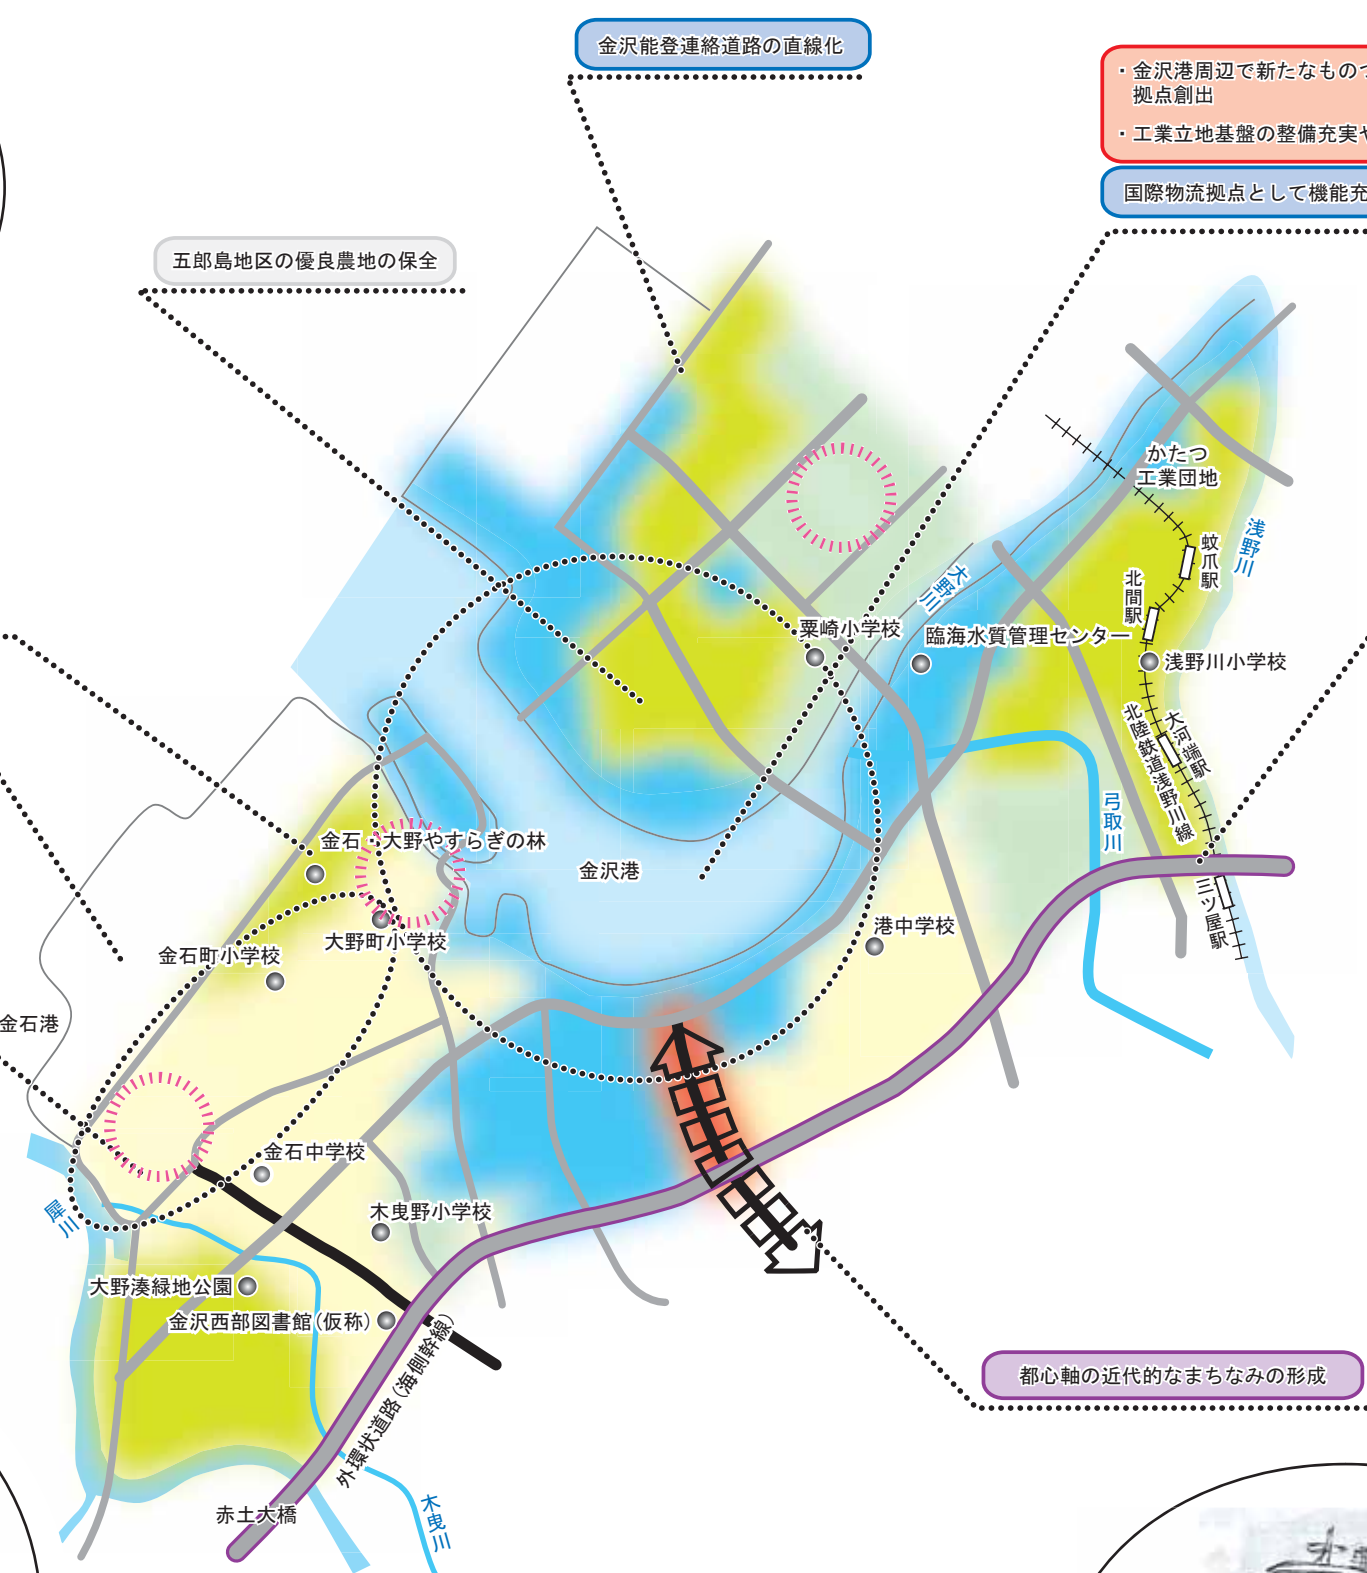 金沢能登連絡道路の直線化
・金沢港周辺で新たなものづ
拠点創出
・工業立地基盤の整備充実や
国際物流拠点として機能充
五郎島地区の優良農地の保全
かたつ
工業団地
浅野川
蚊爪駅
北間駅
大野川
粟崎小学校
臨海水質管理センター
浅野川小学校
大河端駅
北陸鉄道浅野川線
弓取川
金石・大野やすらぎの林
金沢港
三ツ屋駅
港中学校
大野町小学校
金石町小学校
金石港
金石中学校
木曳野小学校
犀川
大野湊緑地公園
金沢西部図書館(仮称)
外環状道路(海側幹線)
都心軸の近代的なまちなみの形成
赤土大橋
木曳川